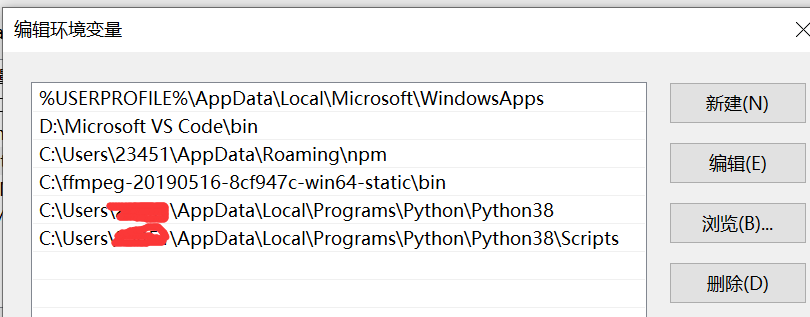 编辑环境变量
%USERPROFILE%\AppData\Local\Microsoft\WindowsApps
D:\Microsoft VS Code\bin
C:\Users\23451\AppData\Roaming\npm
C:\ffmpeg-20190516-8cf947c-win64-static\bin
C:\Users\ \AppData\Local\Programs\Python\Python38
C:\Users\ \AppData\Local\Programs\Python\Python38\Scripts
新建(N)
编辑(E)
浏览(B)...
删除(D)